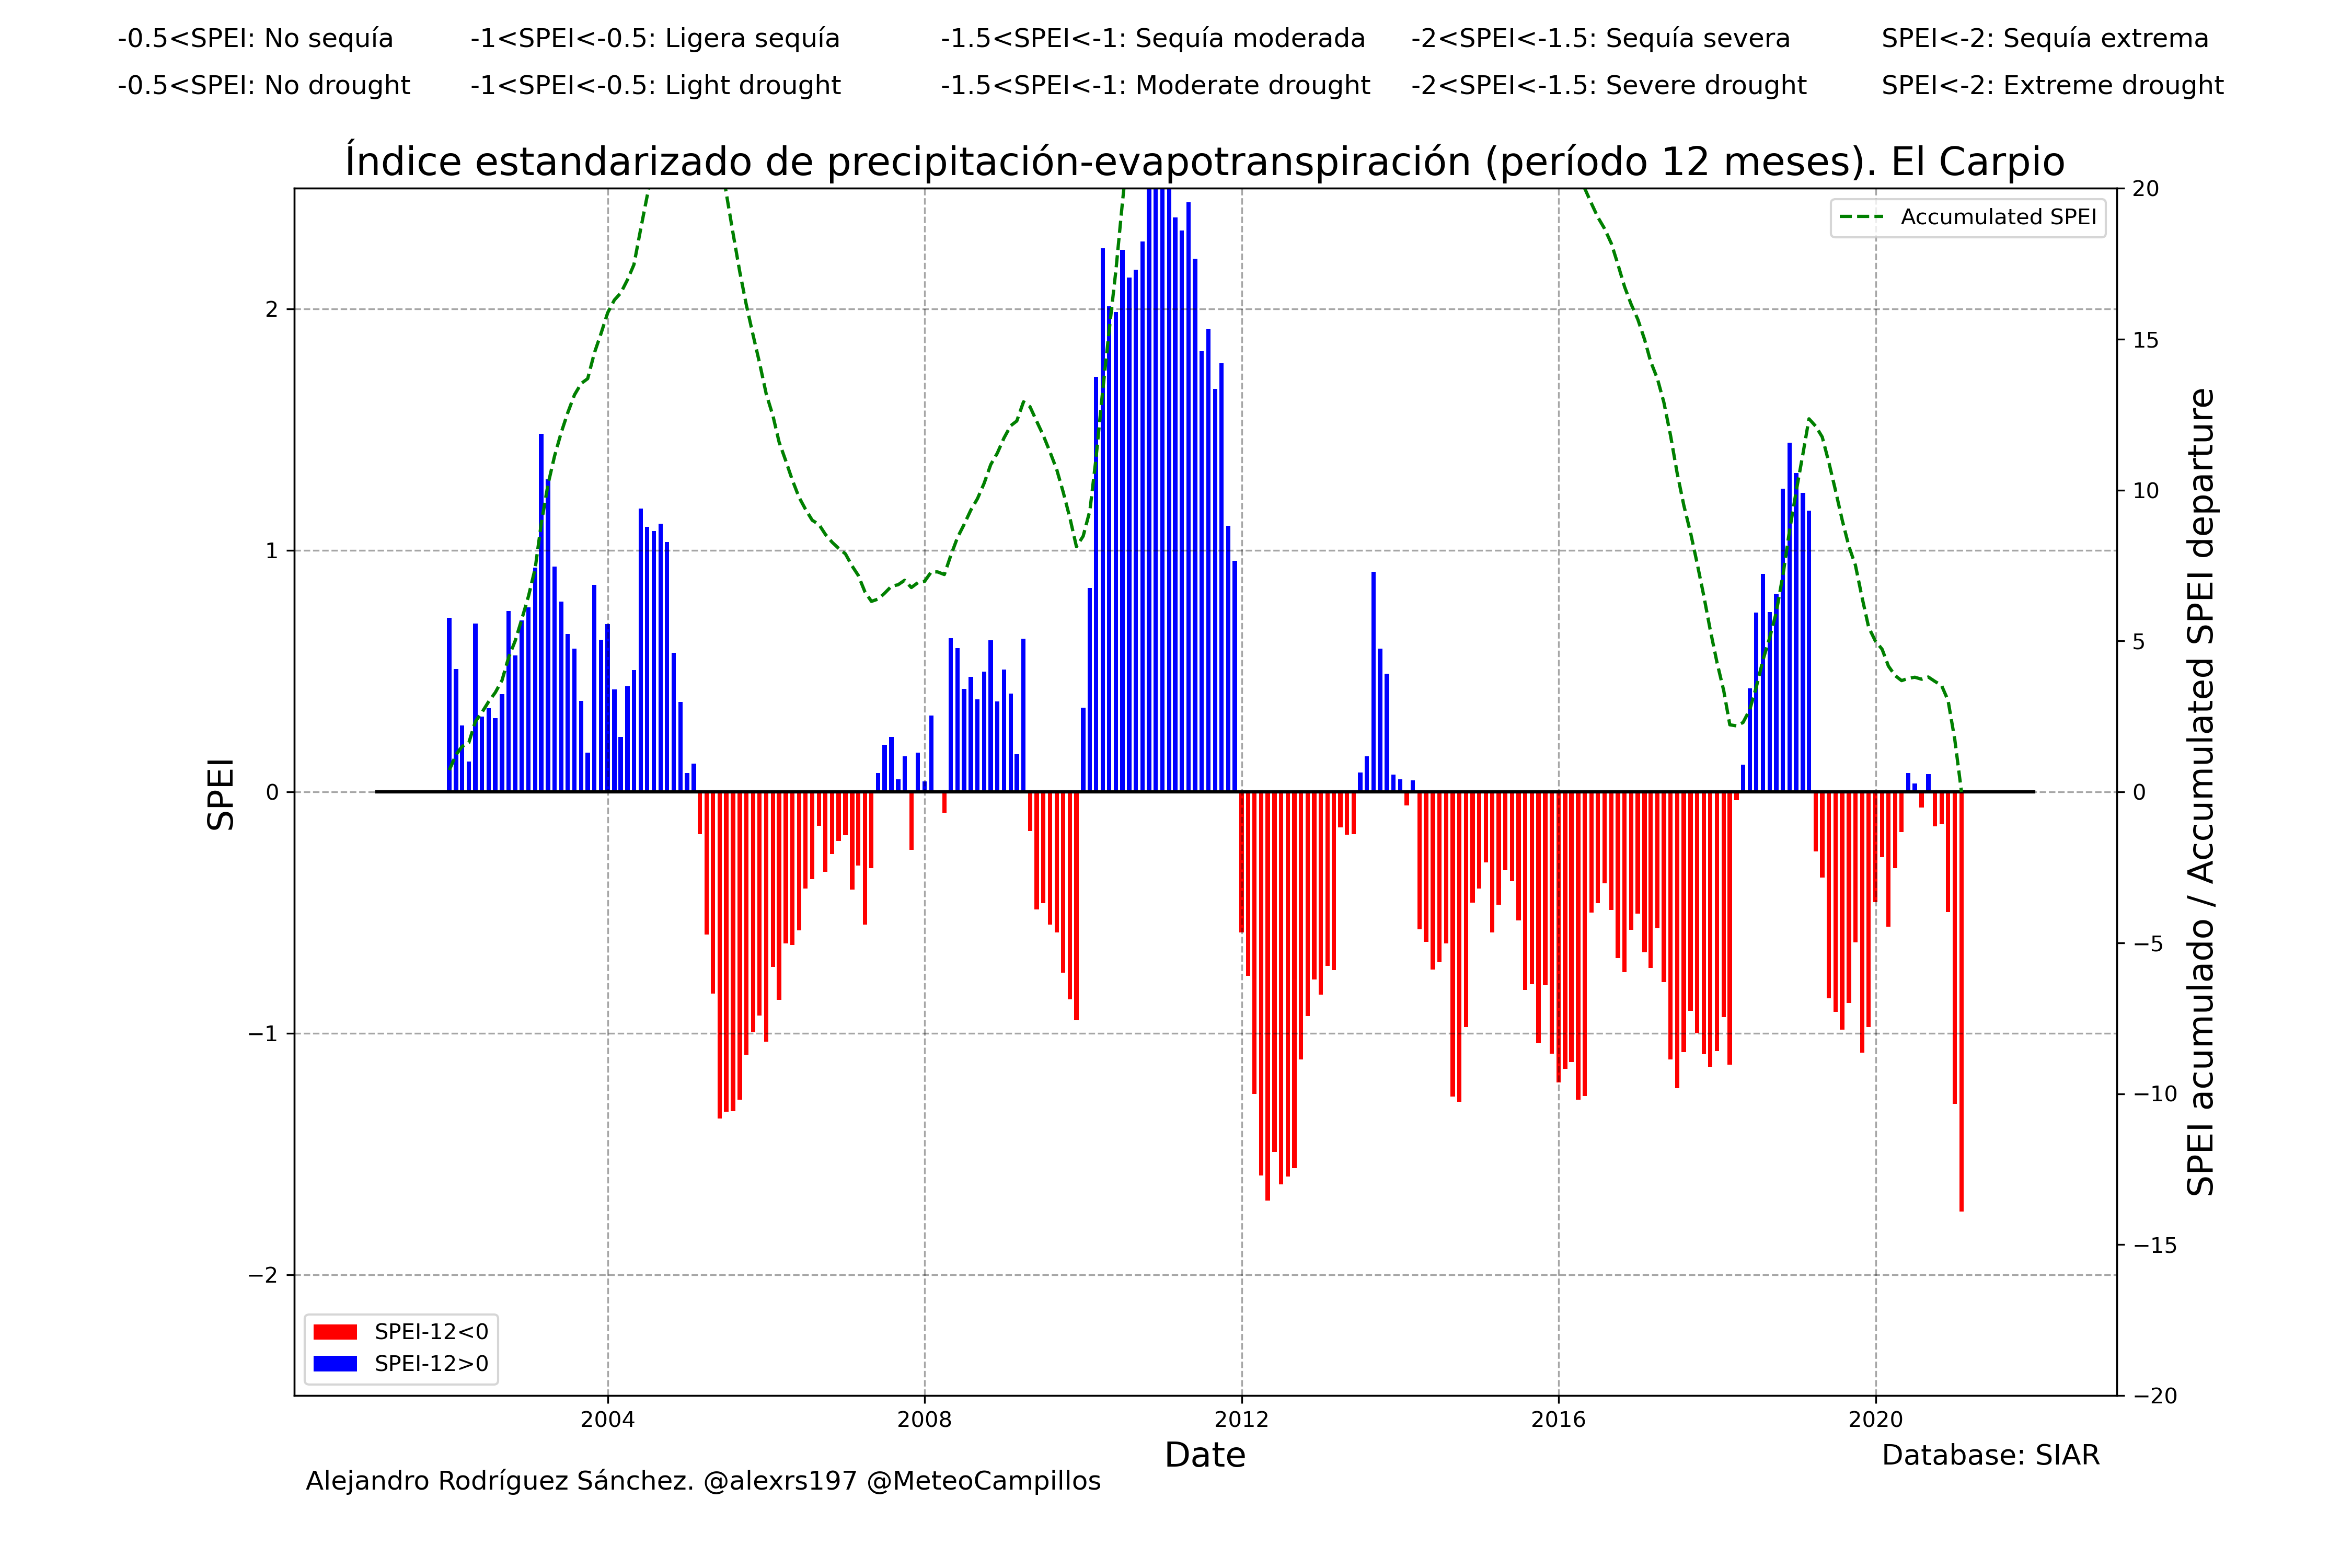 -0.5<SPEI: No sequía -1<SPEI<-0.5: Ligera sequía -1.5<SPEI<-1: Sequía moderada -2<SPEI<-1.5: Sequía severa SPEI<-2: Sequía extrema
-0.5<SPEI: No drought -1<SPEI<-0.5: Light drought -1.5<SPEI<-1: Moderate drought -2<SPEI<-1.5: Severe drought SPEI<-2: Extreme drought
Índice estandarizado de precipitación-evapotranspiración (período 12 meses). El Carpio
Accumulated SPEI
SPEI
2
1
0
−1
−2
20
15
10
5
0
−5
−10
−15
−20
SPEI acumulado / Accumulated SPEI departure
SPEI-12<0
SPEI-12>0
2004 2008 2012 2016 2020
Date
Database: SIAR
Alejandro Rodríguez Sánchez. @alexrs197 @MeteoCampillos